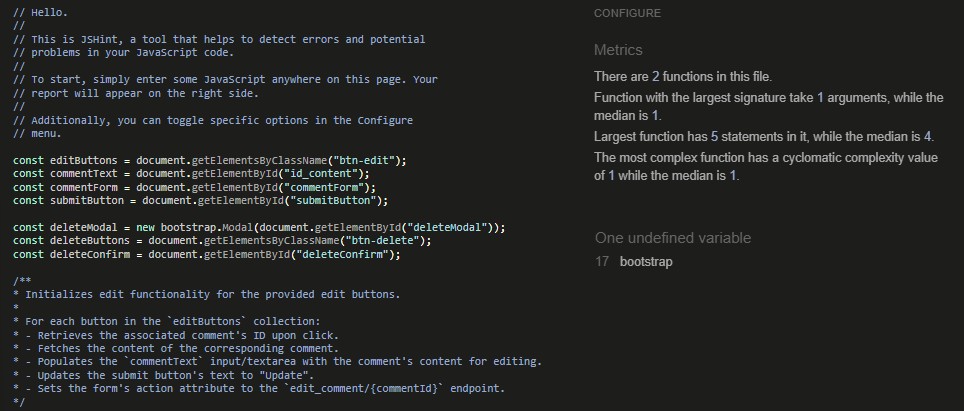 // Hello.
//
// This is JSHint, a tool that helps to detect errors and potential
// problems in your JavaScript code.
//
// To start, simply enter some JavaScript anywhere on this page. Your
// report will appear on the right side.
//
// Additionally, you can toggle specific options in the Configure
// menu.

const editButtons = document.getElementsByClassName("btn-edit");
const commentText = document.getElementById("id_content");
const commentForm = document.getElementById("commentForm");
const submitButton = document.getElementById("submitButton");

const deleteModal = new bootstrap.Modal(document.getElementById("deleteModal"));
const deleteButtons = document.getElementsByClassName("btn-delete");
const deleteConfirm = document.getElementById("deleteConfirm");

/**
* Initializes edit functionality for the provided edit buttons.
*
* For each button in the `editButtons` collection:
* - Retrieves the associated comment's ID upon click.
* - Fetches the content of the corresponding comment.
* - Populates the `commentText` input/textarea with the comment's content for editing.
* - Updates the submit button's text to "Update".
* - Sets the form's action attribute to the `edit_comment/{commentId}` endpoint.
*/
CONFIGURE
Metrics
There are 2 functions in this file.
Function with the largest signature take 1 arguments, while the
median is 1.
Largest function has 5 statements in it, while the median is 4.
The most complex function has a cyclomatic complexity value
of 1 while the median is 1.
One undefined variable
17 bootstrap